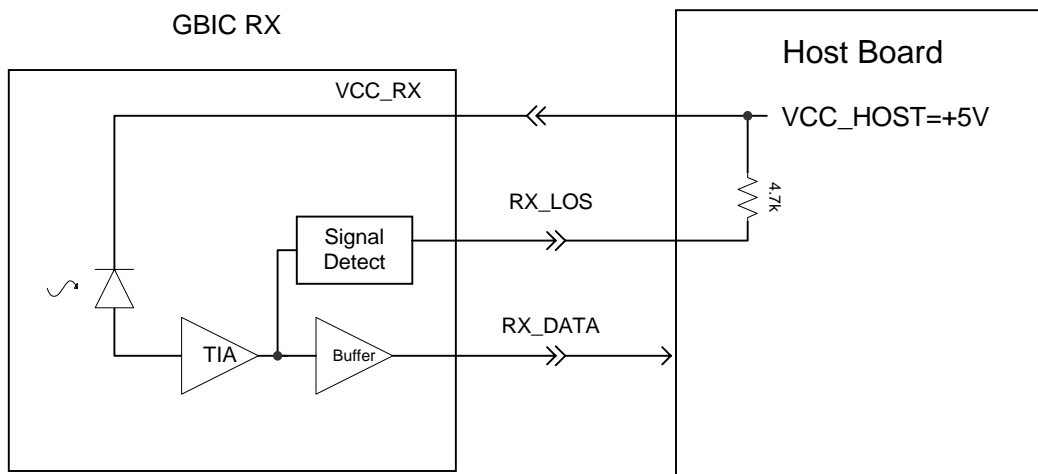 GBIC RX
Host Board
VCC_RX
VCC_HOST=+5V
4.7k
RX_LOS
Signal
Detect
RX_DATA
TIA
Buffer